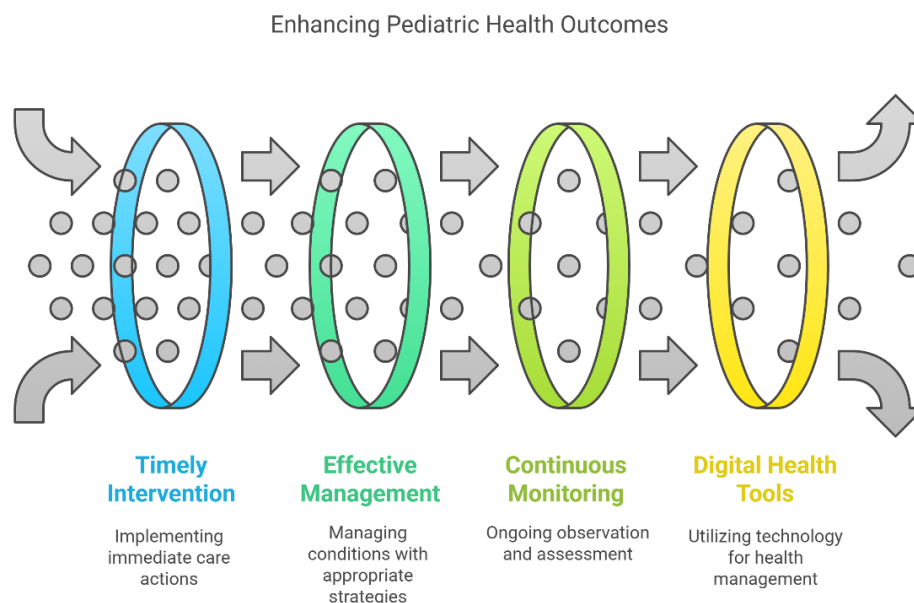 Enhancing Pediatric Health Outcomes
Timely
Intervention
Implementing
immediate care
actions
Effective
Management
Managing
conditions with
appropriate
strategies
Continuous
Monitoring
Ongoing observation
and assessment
Digital Health
Tools
Utilizing technology
for health
management